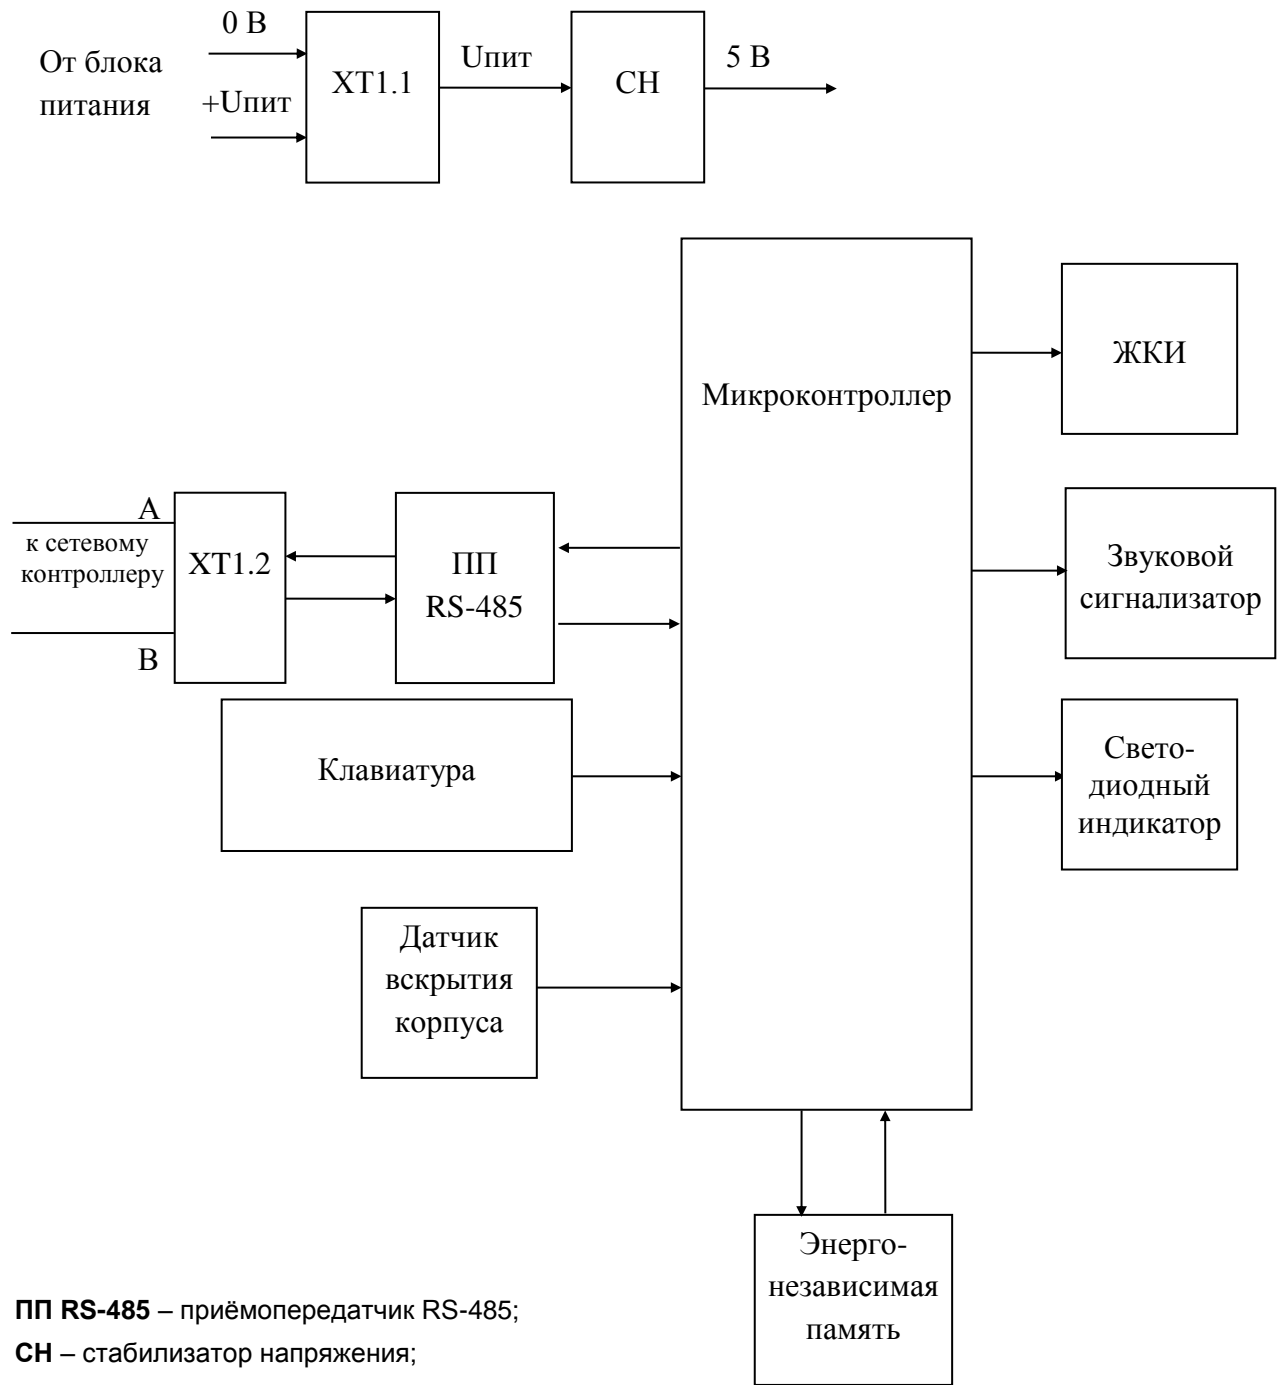 0 В
От блока
питания
+Uпит
XT1.1
Uпит
СН
5 В
Микроконтроллер
ЖКИ
A
к сетевому
контроллеру
B
XT1.2
ПП
RS-485
Звуковой
сигнализатор
Клавиатура
Свето-
диодный
индикатор
Датчик
вскрытия
корпуса
Энерго-
независимая
память
ПП RS-485 – приёмопередатчик RS-485;
СН – стабилизатор напряжения;